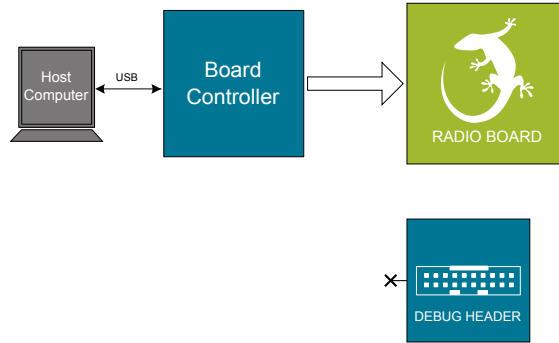 Host
Computer
USB
Board
Controller
RADIO BOARD
DEBUG HEADER